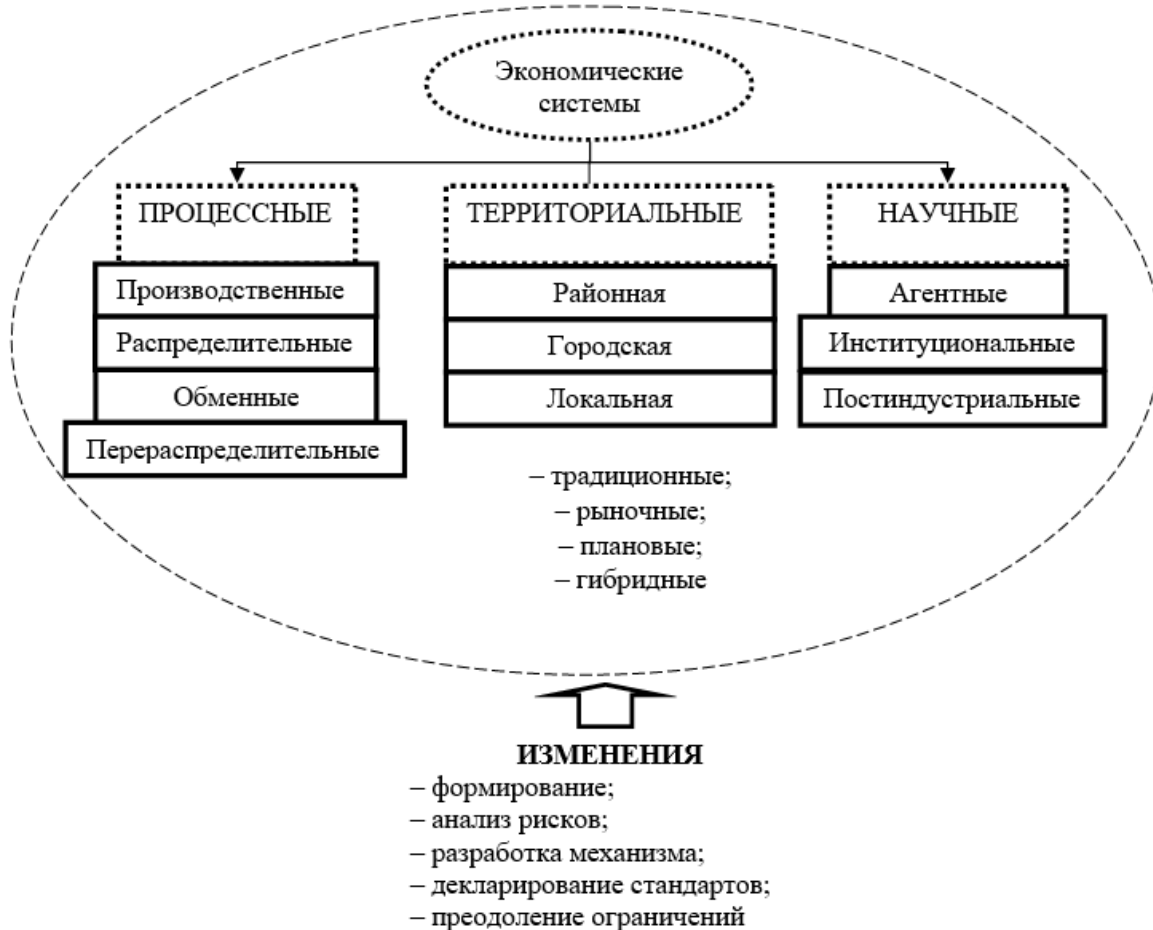 Экономические
системы
ПРОЦЕССНЫЕ
ТЕРРИТОРИАЛЬНЫЕ
НАУЧНЫЕ
Производственные
Распределительные
Обменные
Перераспределительные
Районная
Городская
Локальная
Агентные
Институциональные
Постиндустриальные
– традиционные;
– рыночные;
– плановые;
– гибридные
ИЗМЕНЕНИЯ
– формирование;
– анализ рисков;
– разработка механизма;
– декларирование стандартов;
– преодоление ограничений